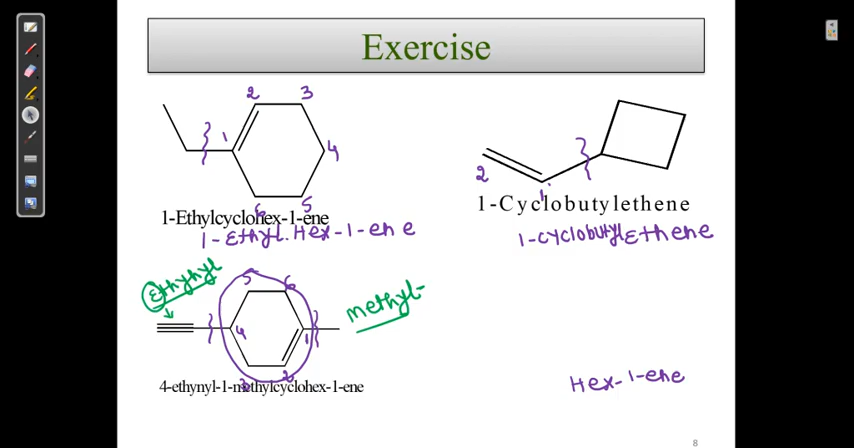 Exercise
2
3
1
4
6
5
1-Ethylcyclohex-1-ene
1-Ethyl.Hex-1-ene
2
1
1-Cyclobutylethene
1-cyclobutylEthene
Ethynyl
5
6
methyl-
4
1
3
2
4-ethynyl-1-methylcyclohex-1-ene
Hex-1-ene
8